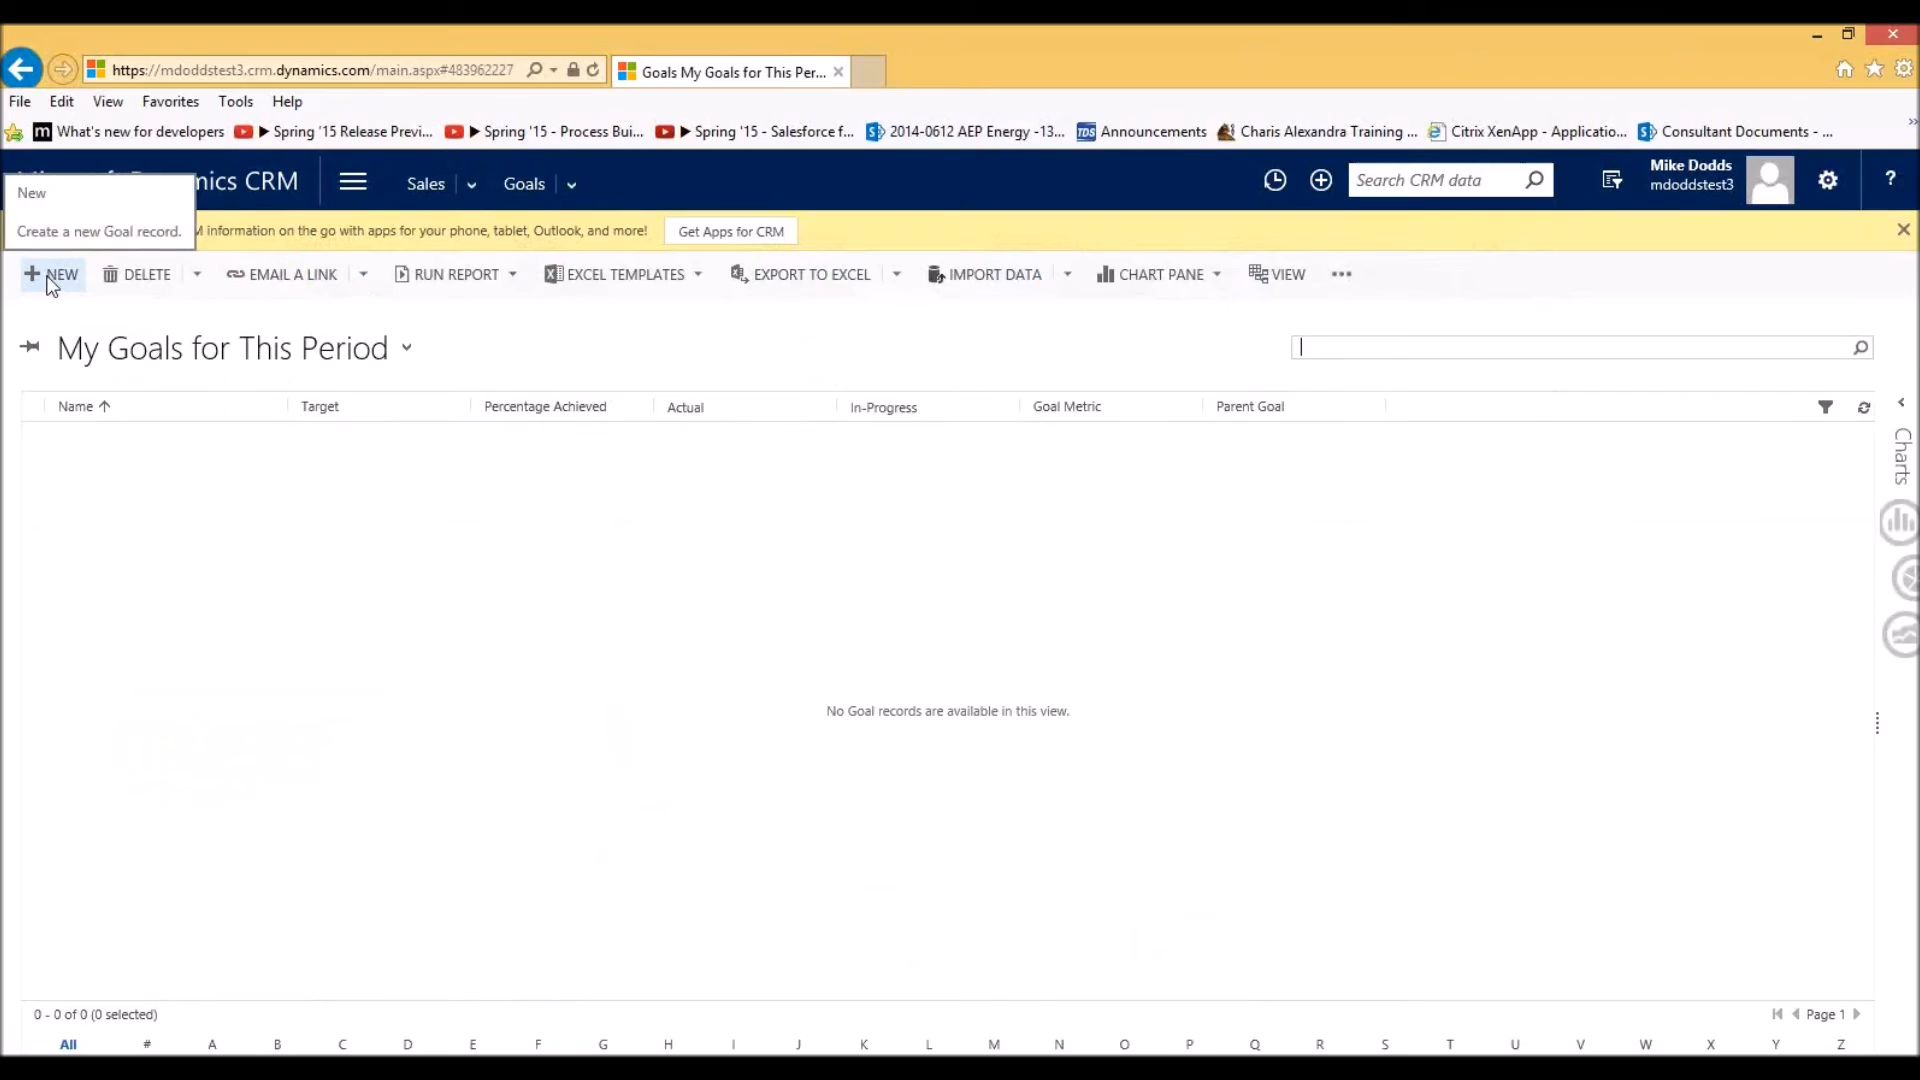 https://mdoddstest3.crm.dynamics.com/main.aspx#483962227
Goals My Goals for This Per...
File Edit View Favorites Tools Help
What's new for developers Spring '15 Release Previ... Spring '15 - Process Bui... Spring '15 - Salesforce f... 2014-0612 AEP Energy -13... TDS Announcements Charis Alexandra Training ... Citrix XenApp - Applicatio... Consultant Documents - ...
mics CRM Sales Goals Search CRM data Mike Dodds
mdoddstest3
?
New
Create a new Goal record.
M information on the go with apps for your phone, tablet, Outlook, and more! Get Apps for CRM
NEW DELETE EMAIL A LINK RUN REPORT EXCEL TEMPLATES EXPORT TO EXCEL IMPORT DATA CHART PANE VIEW
My Goals for This Period
Name Target Percentage Achieved Actual In-Progress Goal Metric Parent Goal
Charts
No Goal records are available in this view.
0 - 0 of 0 (0 selected) Page 1
All # A B C D E F G H I J K L M N O P Q R S T U V W X Y Z